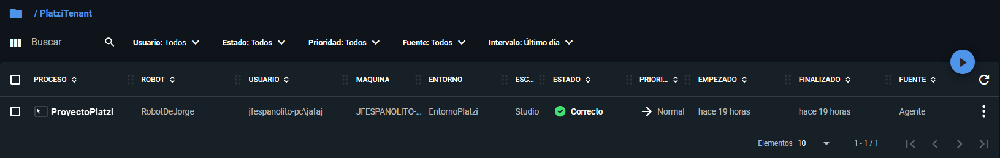 / PlatziTenant
Buscar Usuario: Todos Estado: Todos Prioridad: Todos Fuente: Todos Intervalo: Último día
PROCESO ROBOT USUARIO MAQUINA ENTORNO ESC... ESTADO PRIORI... EMPEZADO FINALIZADO FUENTE
ProyectoPlatzi RobotDeJorge jfespanolito-pc\jafaj JFESPANOLITO-... EntornoPlatzi Studio Correcto Normal hace 19 horas hace 19 horas Agente
Elementos 10 1 - 1 / 1